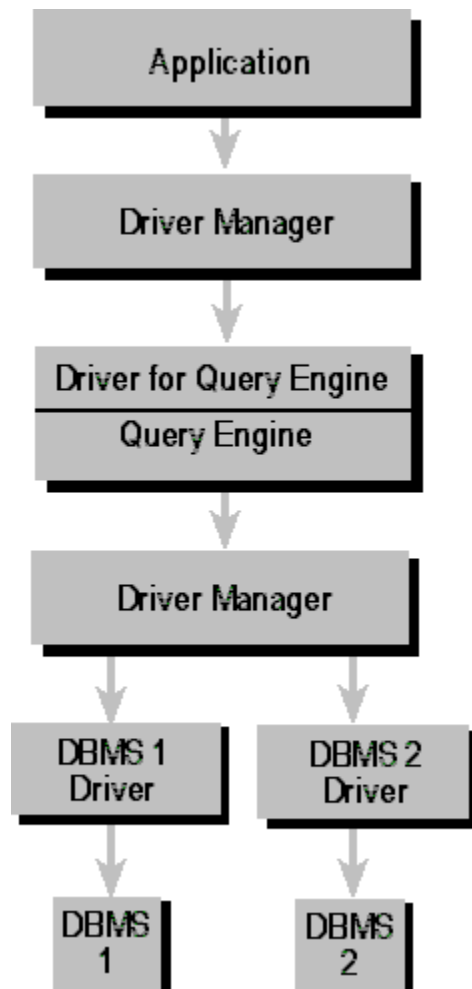 Application
Driver Manager
Driver for Query Engine
Query Engine
Driver Manager
DBMS 1
Driver
DBMS 2
Driver
DBMS
1
DBMS
2